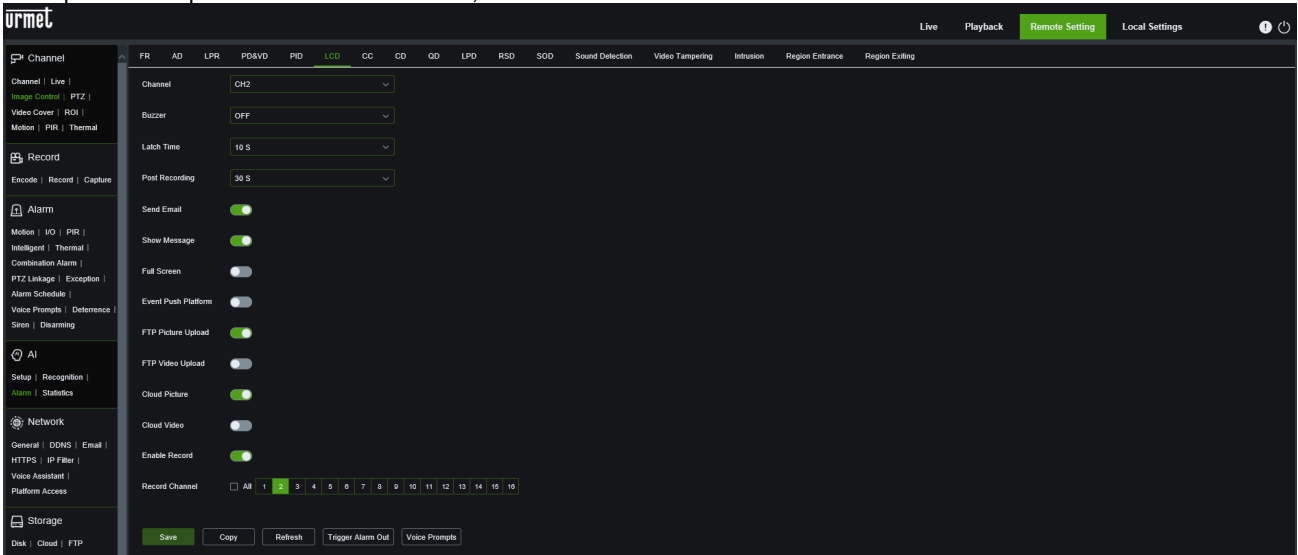 urmet
Live Playback Remote Setting Local Settings
Channel
Channel | Live |
Image Control | PTZ |
Video Cover | ROI |
Motion | PIR | Thermal
Record
Encode | Record | Capture
Alarm
Motion | I/O | PIR |
Intelligent | Thermal |
Combination Alarm |
PTZ Linkage | Exception |
Alarm Schedule |
Voice Prompts | Deterrence |
Siren | Disarming
AI
Setup | Recognition |
Alarm | Statistics
Network
General | DDNS | Email |
HTTPS | IP Filter |
Voice Assistant |
Platform Access
Storage
Disk | Cloud | FTP
FR AD LPR PD&VD PID LCD CC CD QD LPD RSD SOD Sound Detection Video Tampering Intrusion Region Entrance Region Exiting
Channel CH2
Buzzer OFF
Latch Time 10 S
Post Recording 30 S
Send Email
Show Message
Full Screen
Event Push Platform
FTP Picture Upload
FTP Video Upload
Cloud Picture
Cloud Video
Enable Record
Record Channel All 1 2 3 4 5 6 7 8 9 10 11 12 13 14 15 16
Save Copy Refresh Trigger Alarm Out Voice Prompts